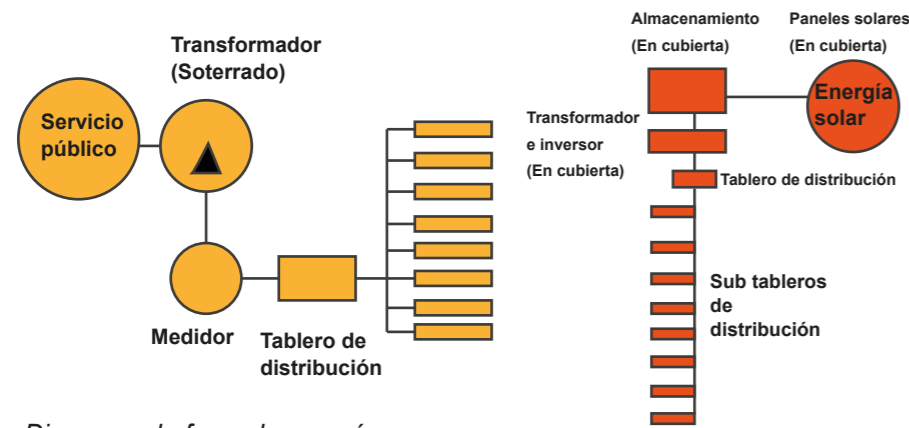 Transformador
(Soterrado)
Servicio
público
Medidor
Tablero de
distribución
Almacenamiento
(En cubierta)
Paneles solares
(En cubierta)
Energía
solar
Transformador
e inversor
(En cubierta)
Tablero de distribución
Sub tableros
de
distribución